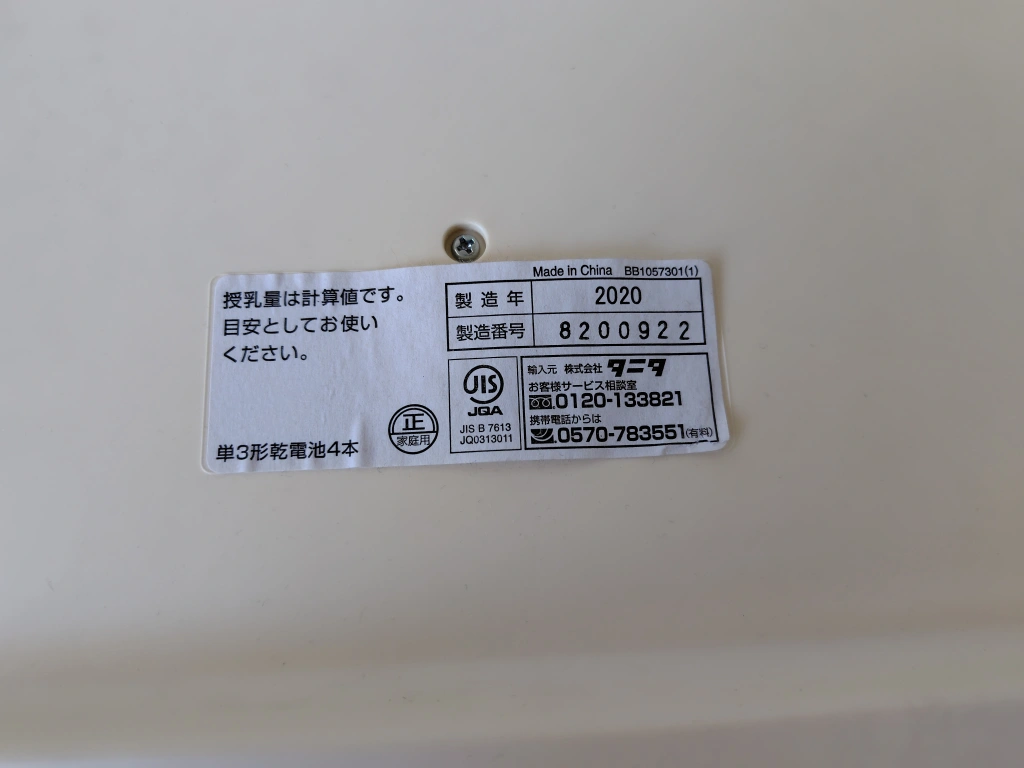 Made in China BB1057301(1)
授乳量は計算値です。
目安としてお使い
ください。
単3形乾電池4本
正
家庭用
製造年 2020
製造番号 8200922
JIS
JQA
JIS B 7613
JQ0313011
輸入元 株式会社 タニタ
お客様サービス相談室
0120-133821
携帯電話からは
0570-783551(有料)